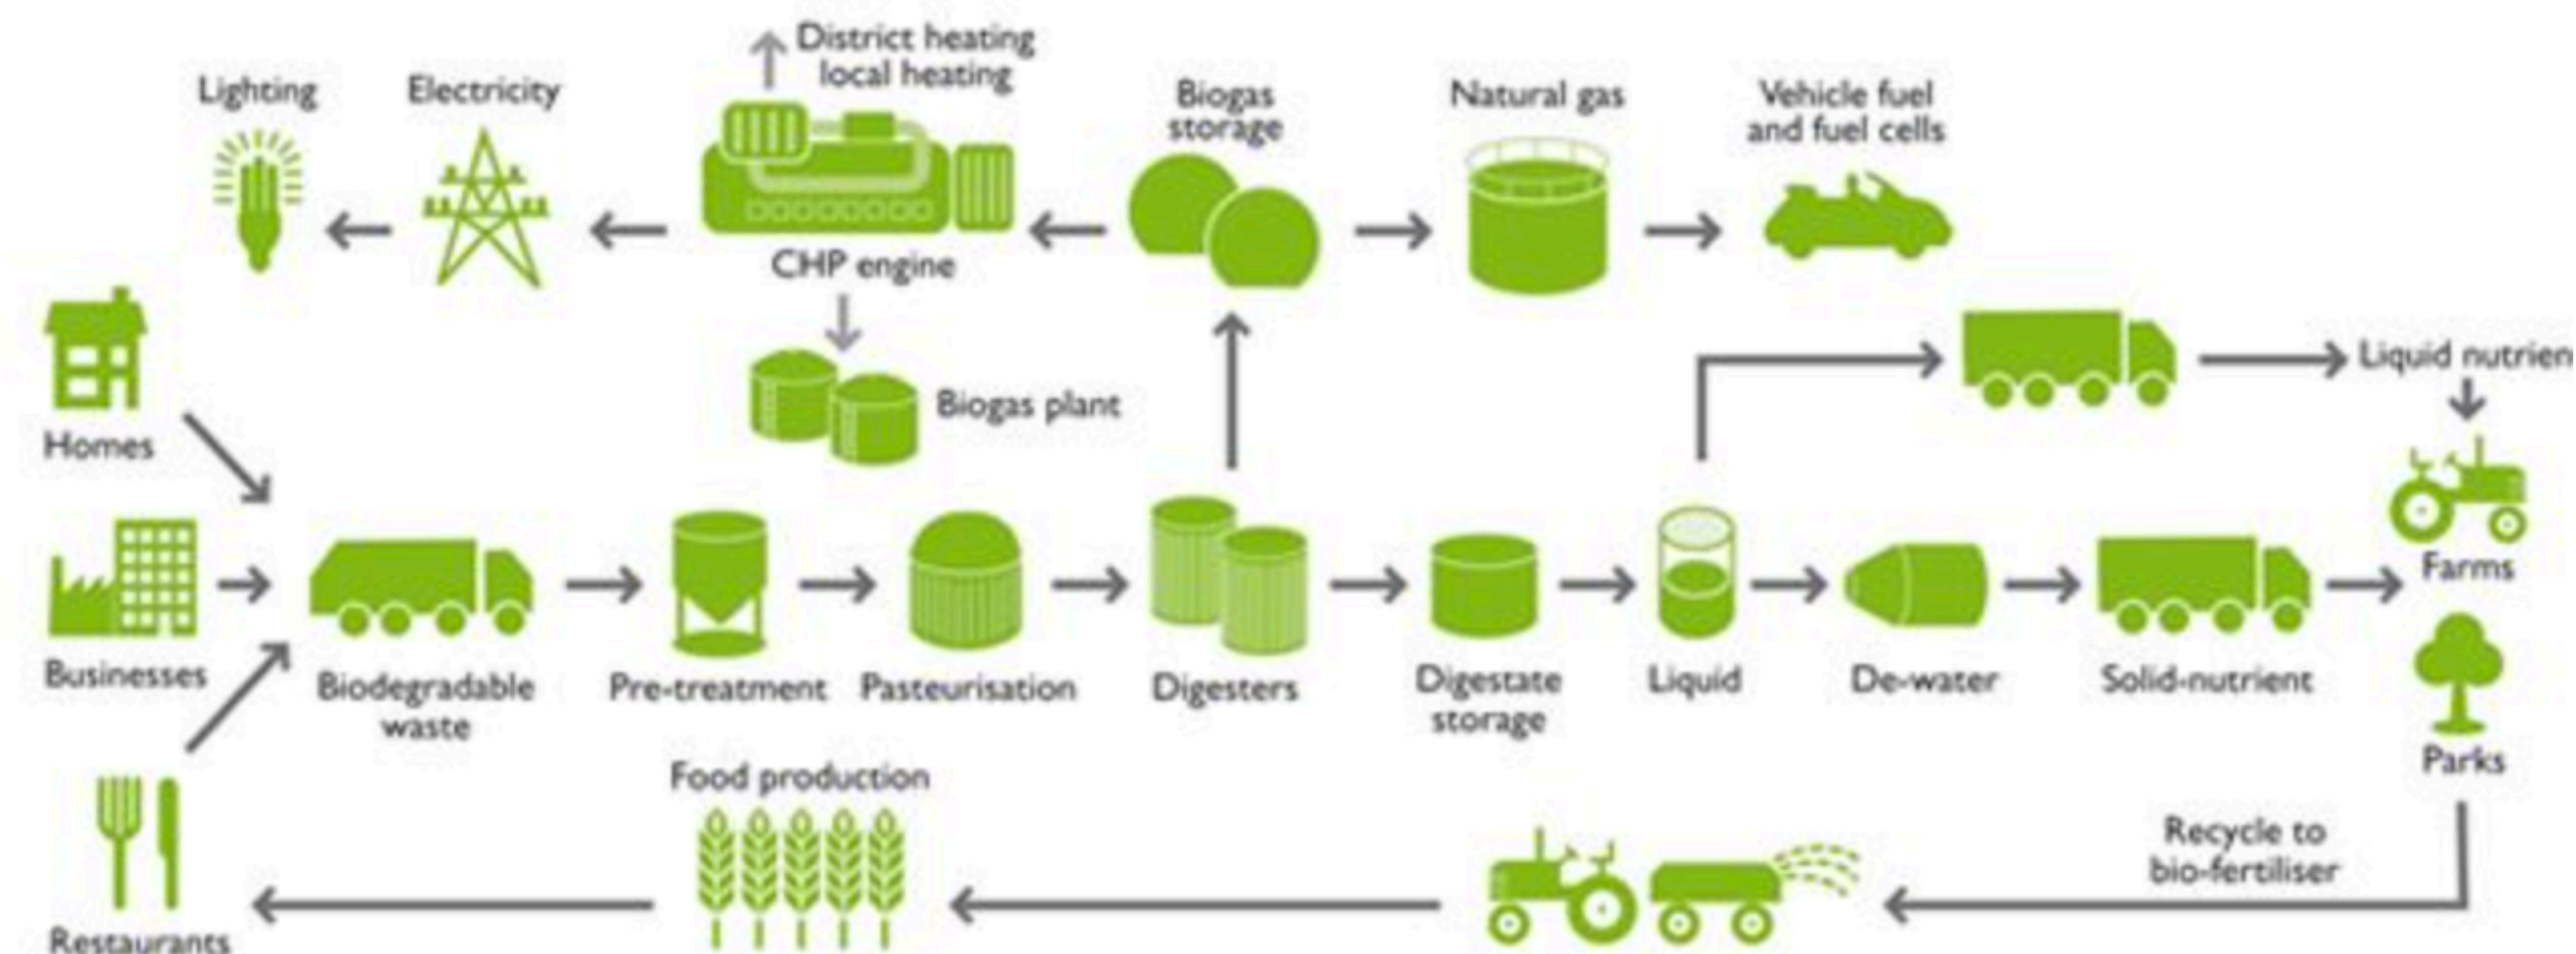 District heating
local heating
Lighting
Electricity
Biogas
storage
Natural gas
Vehicle fuel
and fuel cells
CHP engine
Liquid nutrien
Biogas plant
Homes
Farms
Businesses
Biodegradable
waste
Pre-treatment
Pasteurisation
Digesters
Digestate
storage
Liquid
De-water
Solid-nutrient
Parks
Food production
Recycle to
bio-fertiliser
Restaurants